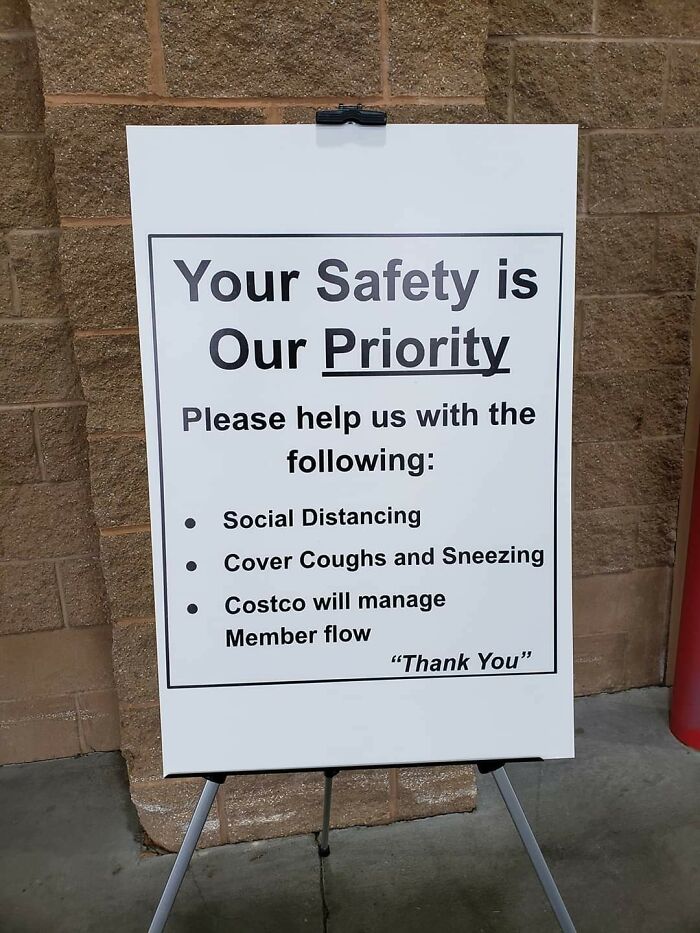 Your Safety is
Our Priority
Please help us with the
following:
• Social Distancing
• Cover Coughs and Sneezing
• Costco will manage
Member flow
“Thank You”